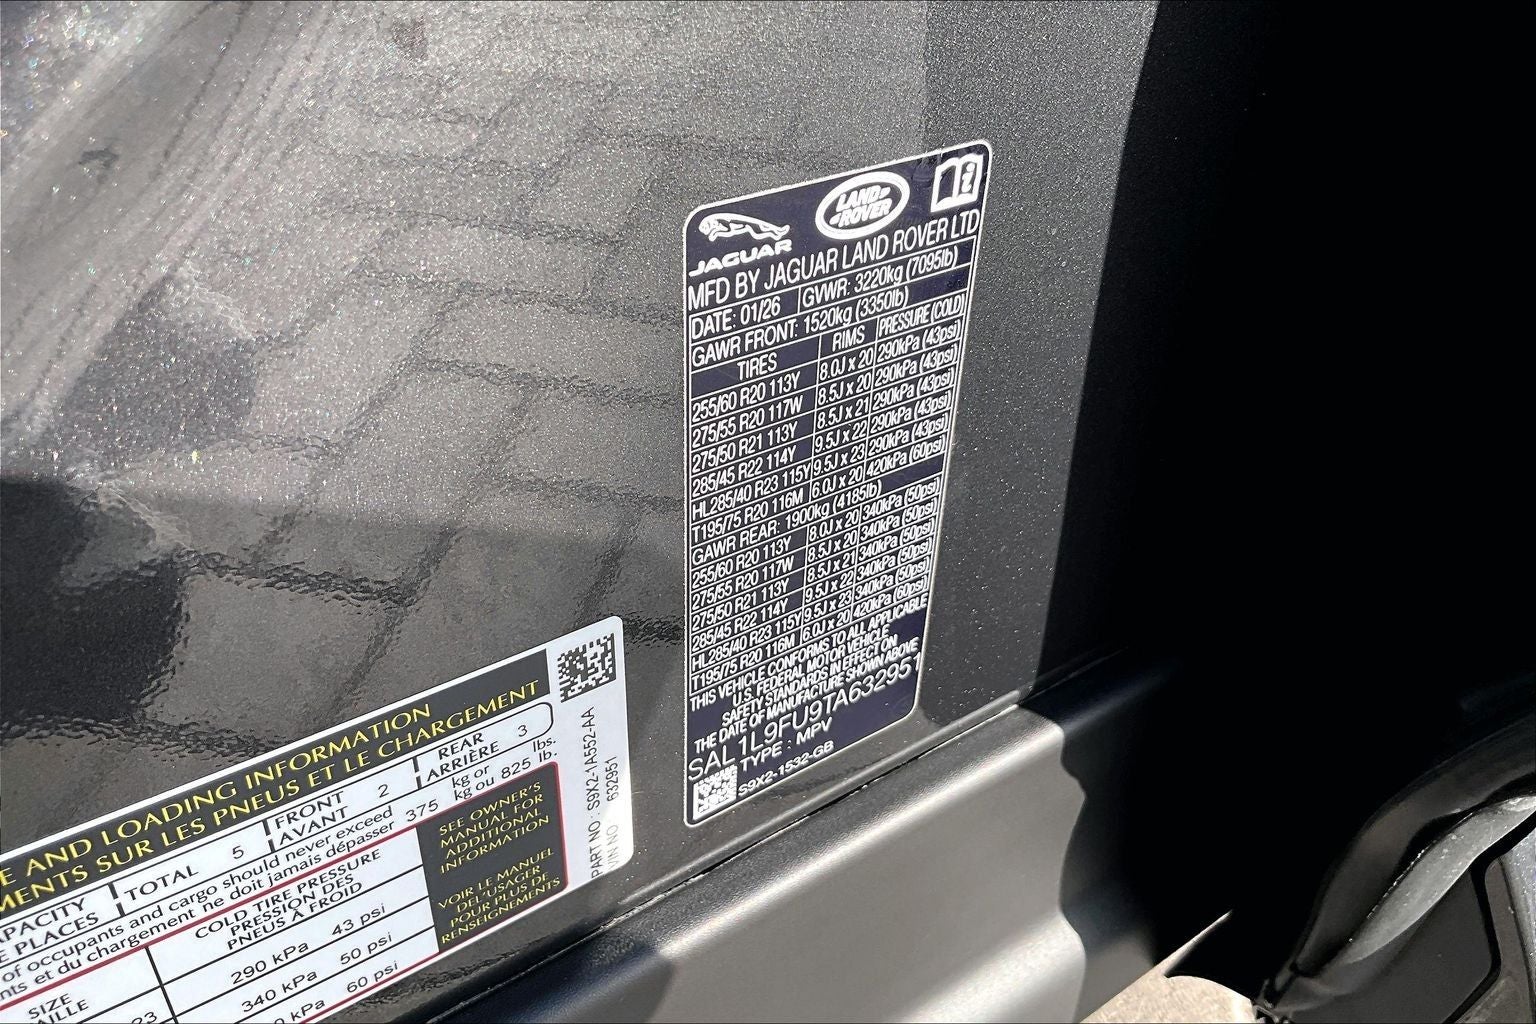 JAGUAR
LAND ROVER
MFD BY JAGUAR LAND ROVER LTD
DATE: 01/26 GVWR: 3220kg (7095lb)
GAWR FRONT: 1520kg (3350lb)
TIRES RIMS PRESSURE (COLD)
255/60 R20 113Y 8.0J x 20 290kPa (43psi)
275/55 R20 117W 8.5J x 20 290kPa (43psi)
275/50 R21 113Y 8.5J x 21 290kPa (43psi)
285/45 R22 114Y 9.5J x 22 290kPa (43psi)
HL285/40 R23 115Y 9.5J x 23 290kPa (43psi)
T195/75 R20 116M 6.0J x 20 420kPa (60psi)
GAWR REAR: 1900kg (4185lb)
255/60 R20 113Y 8.0J x 20 340kPa (50psi)
275/55 R20 117W 8.5J x 20 340kPa (50psi)
275/50 R21 113Y 8.5J x 21 340kPa (50psi)
285/45 R22 114Y 9.5J x 22 340kPa (50psi)
HL285/40 R23 115Y 9.5J x 23 340kPa (50psi)
T195/75 R20 116M 6.0J x 20 420kPa (60psi)
THIS VEHICLE CONFORMS TO ALL APPLICABLE
U.S. FEDERAL MOTOR VEHICLE
SAFETY STANDARDS IN EFFECT ON
THE DATE OF MANUFACTURE SHOWN ABOVE
SAL1L9FU9TA632951
TYPE : MPV
S9X2-1532-GB
E AND LOADING INFORMATION
MENTS SUR LES PNEUS ET LE CHARGEMENT
APACITY TOTAL 5 FRONT 2 REAR 3
E PLACES AVANT ARRIÈRE
of occupants and cargo should never exceed 375 kg or 825 lbs.
nts et du chargement ne doit jamais dépasser kg ou lb.
SIZE COLD TIRE PRESSURE
AILLE PRESSION DES
PNEUS À FROID
23 290 kPa 43 psi
340 kPa 50 psi
0 kPa 60 psi
SEE OWNER'S
MANUAL FOR
ADDITIONAL
INFORMATION
VOIR LE MANUEL
DE L'USAGER
POUR PLUS DE
RENSEIGNEMENTS
PART NO : S9X2-1A552-AA
VIN NO 632951